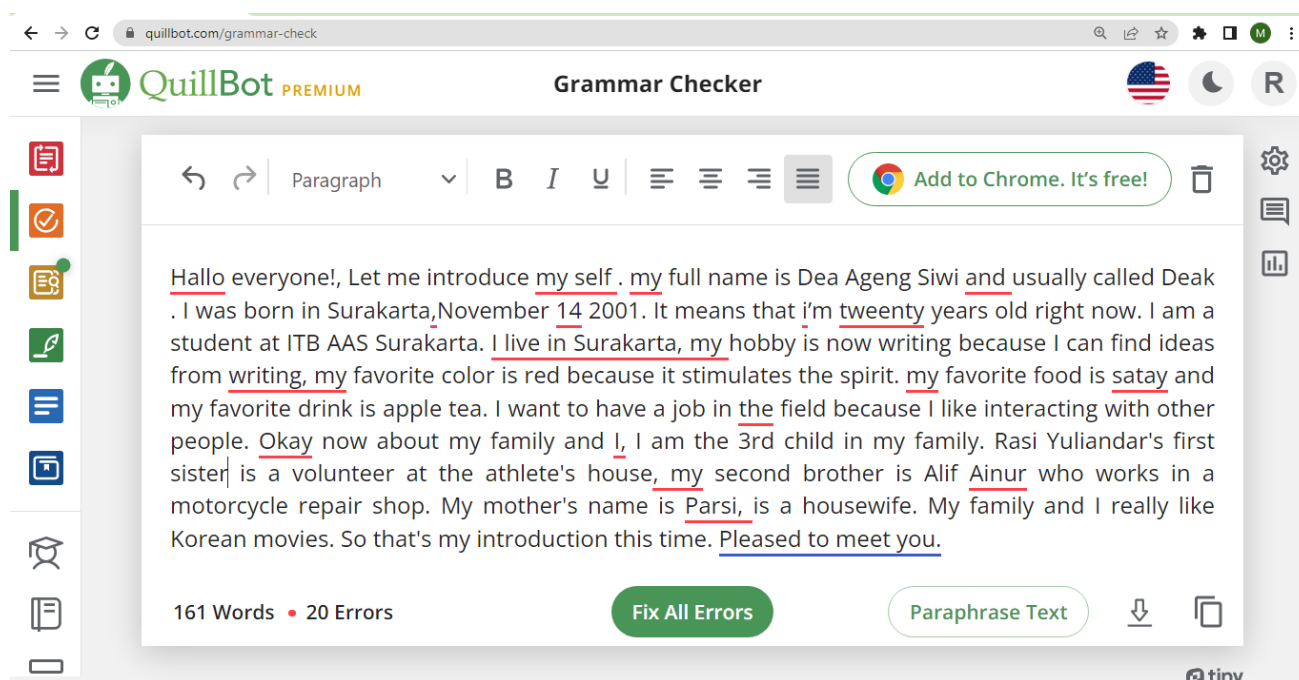 quillbot.com/grammar-check
M
QuillBot PREMIUM
Grammar Checker
R
Paragraph
B I U
Add to Chrome. It's free!
Hallo everyone!, Let me introduce my self . my full name is Dea Ageng Siwi and usually called Deak
. I was born in Surakarta,November 14 2001. It means that i'm tweenty years old right now. I am a
student at ITB AAS Surakarta. I live in Surakarta, my hobby is now writing because I can find ideas
from writing, my favorite color is red because it stimulates the spirit. my favorite food is satay and
my favorite drink is apple tea. I want to have a job in the field because I like interacting with other
people. Okay now about my family and I, I am the 3rd child in my family. Rasi Yuliandar's first
sister is a volunteer at the athlete's house, my second brother is Alif Ainur who works in a
motorcycle repair shop. My mother's name is Parsi, is a housewife. My family and I really like
Korean movies. So that's my introduction this time. Pleased to meet you.
161 Words • 20 Errors
Fix All Errors
Paraphrase Text
tiny